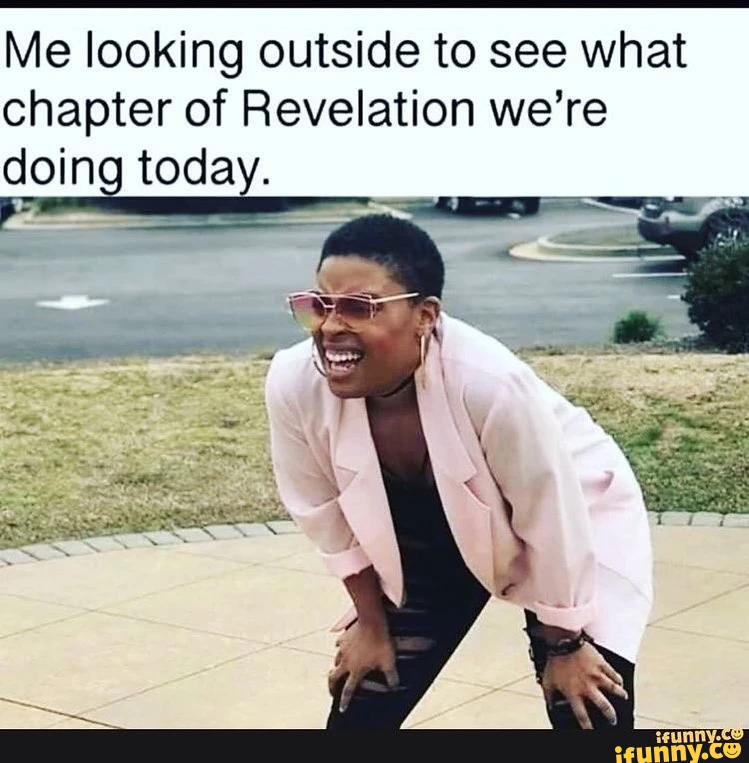 Me looking outside to see what
chapter of Revelation we're
doing today.
ifunny.co
ifunny.co